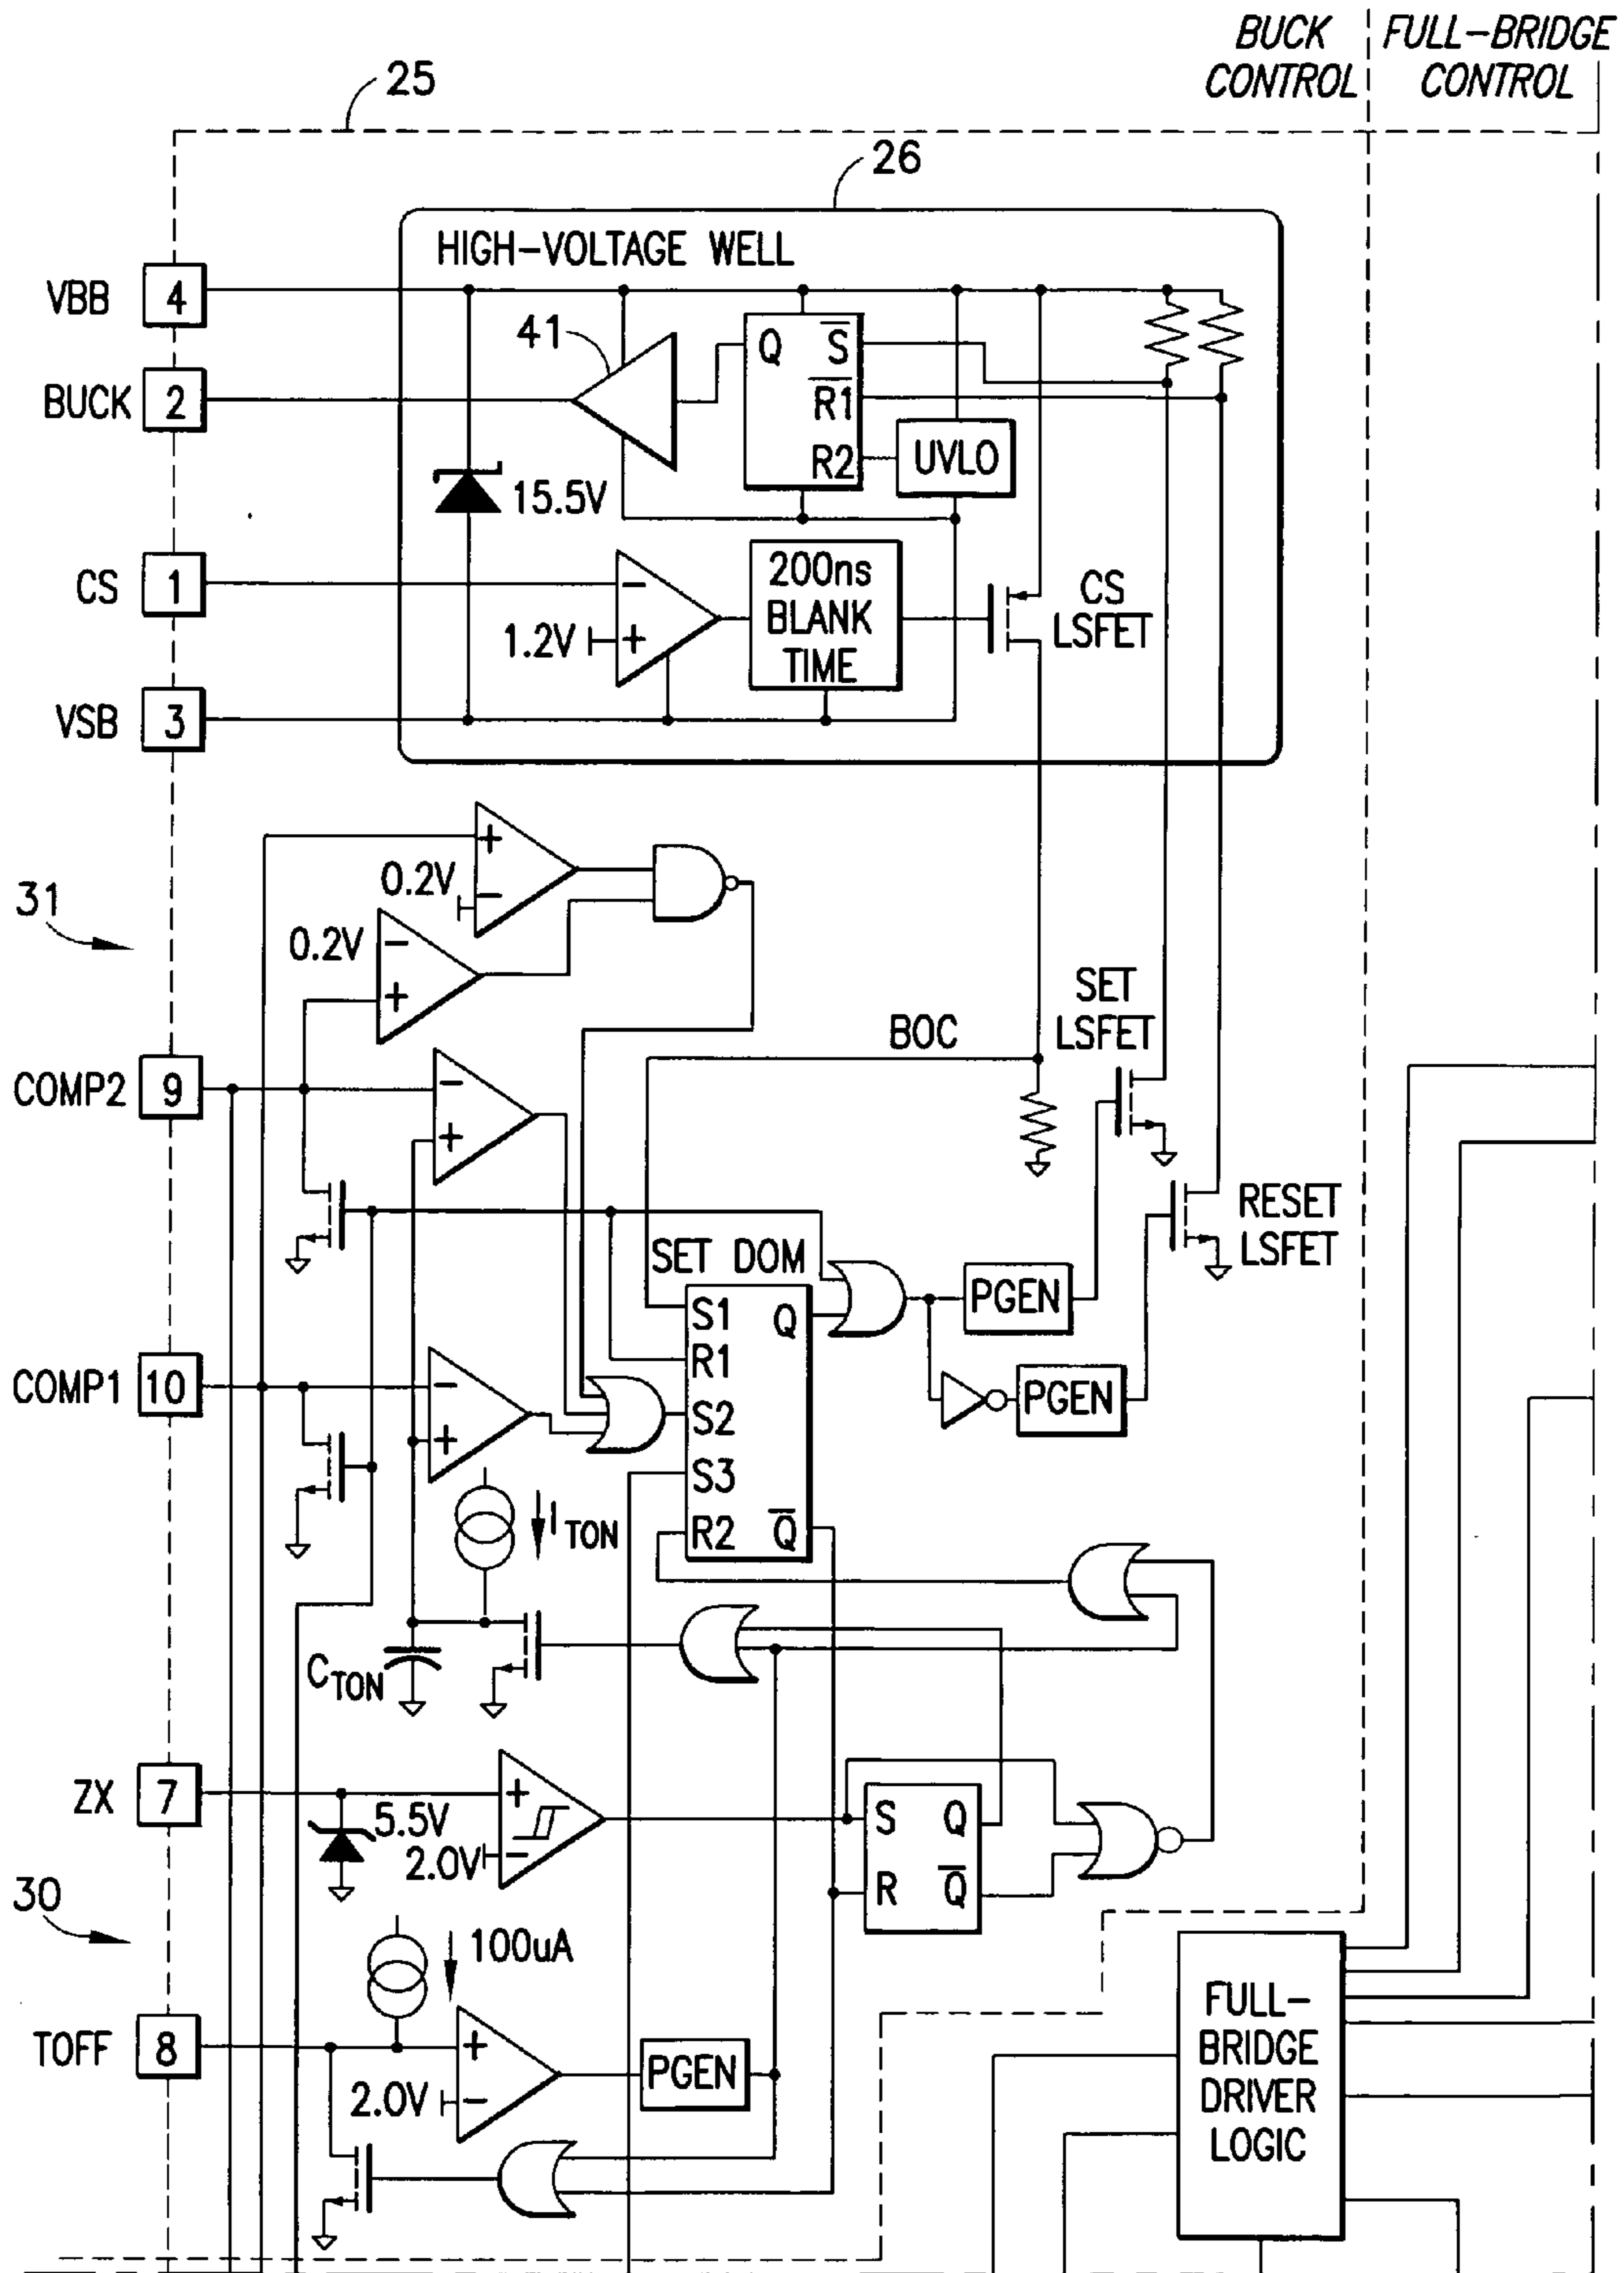 BUCK CONTROL
FULL-BRIDGE CONTROL
25
26
HIGH-VOLTAGE WELL
VBB 4
41
Q S̅
R̅1̅
R2
UVLO
BUCK 2
15.5V
CS 1
−
1.2V +
200ns BLANK TIME
CS LSFET
VSB 3
31
+
0.2V −
0.2V −
+
BOC
SET LSFET
COMP2 9
−
+
RESET LSFET
SET DOM
S1 Q
R1
S2
S3
R2 Q̅
PGEN
PGEN
COMP1 10
−
+
I TON
C TON
ZX 7
+
5.5V
2.0V −
S Q
R Q̅
30
100uA
TOFF 8
+
2.0V −
PGEN
FULL-
BRIDGE
DRIVER
LOGIC